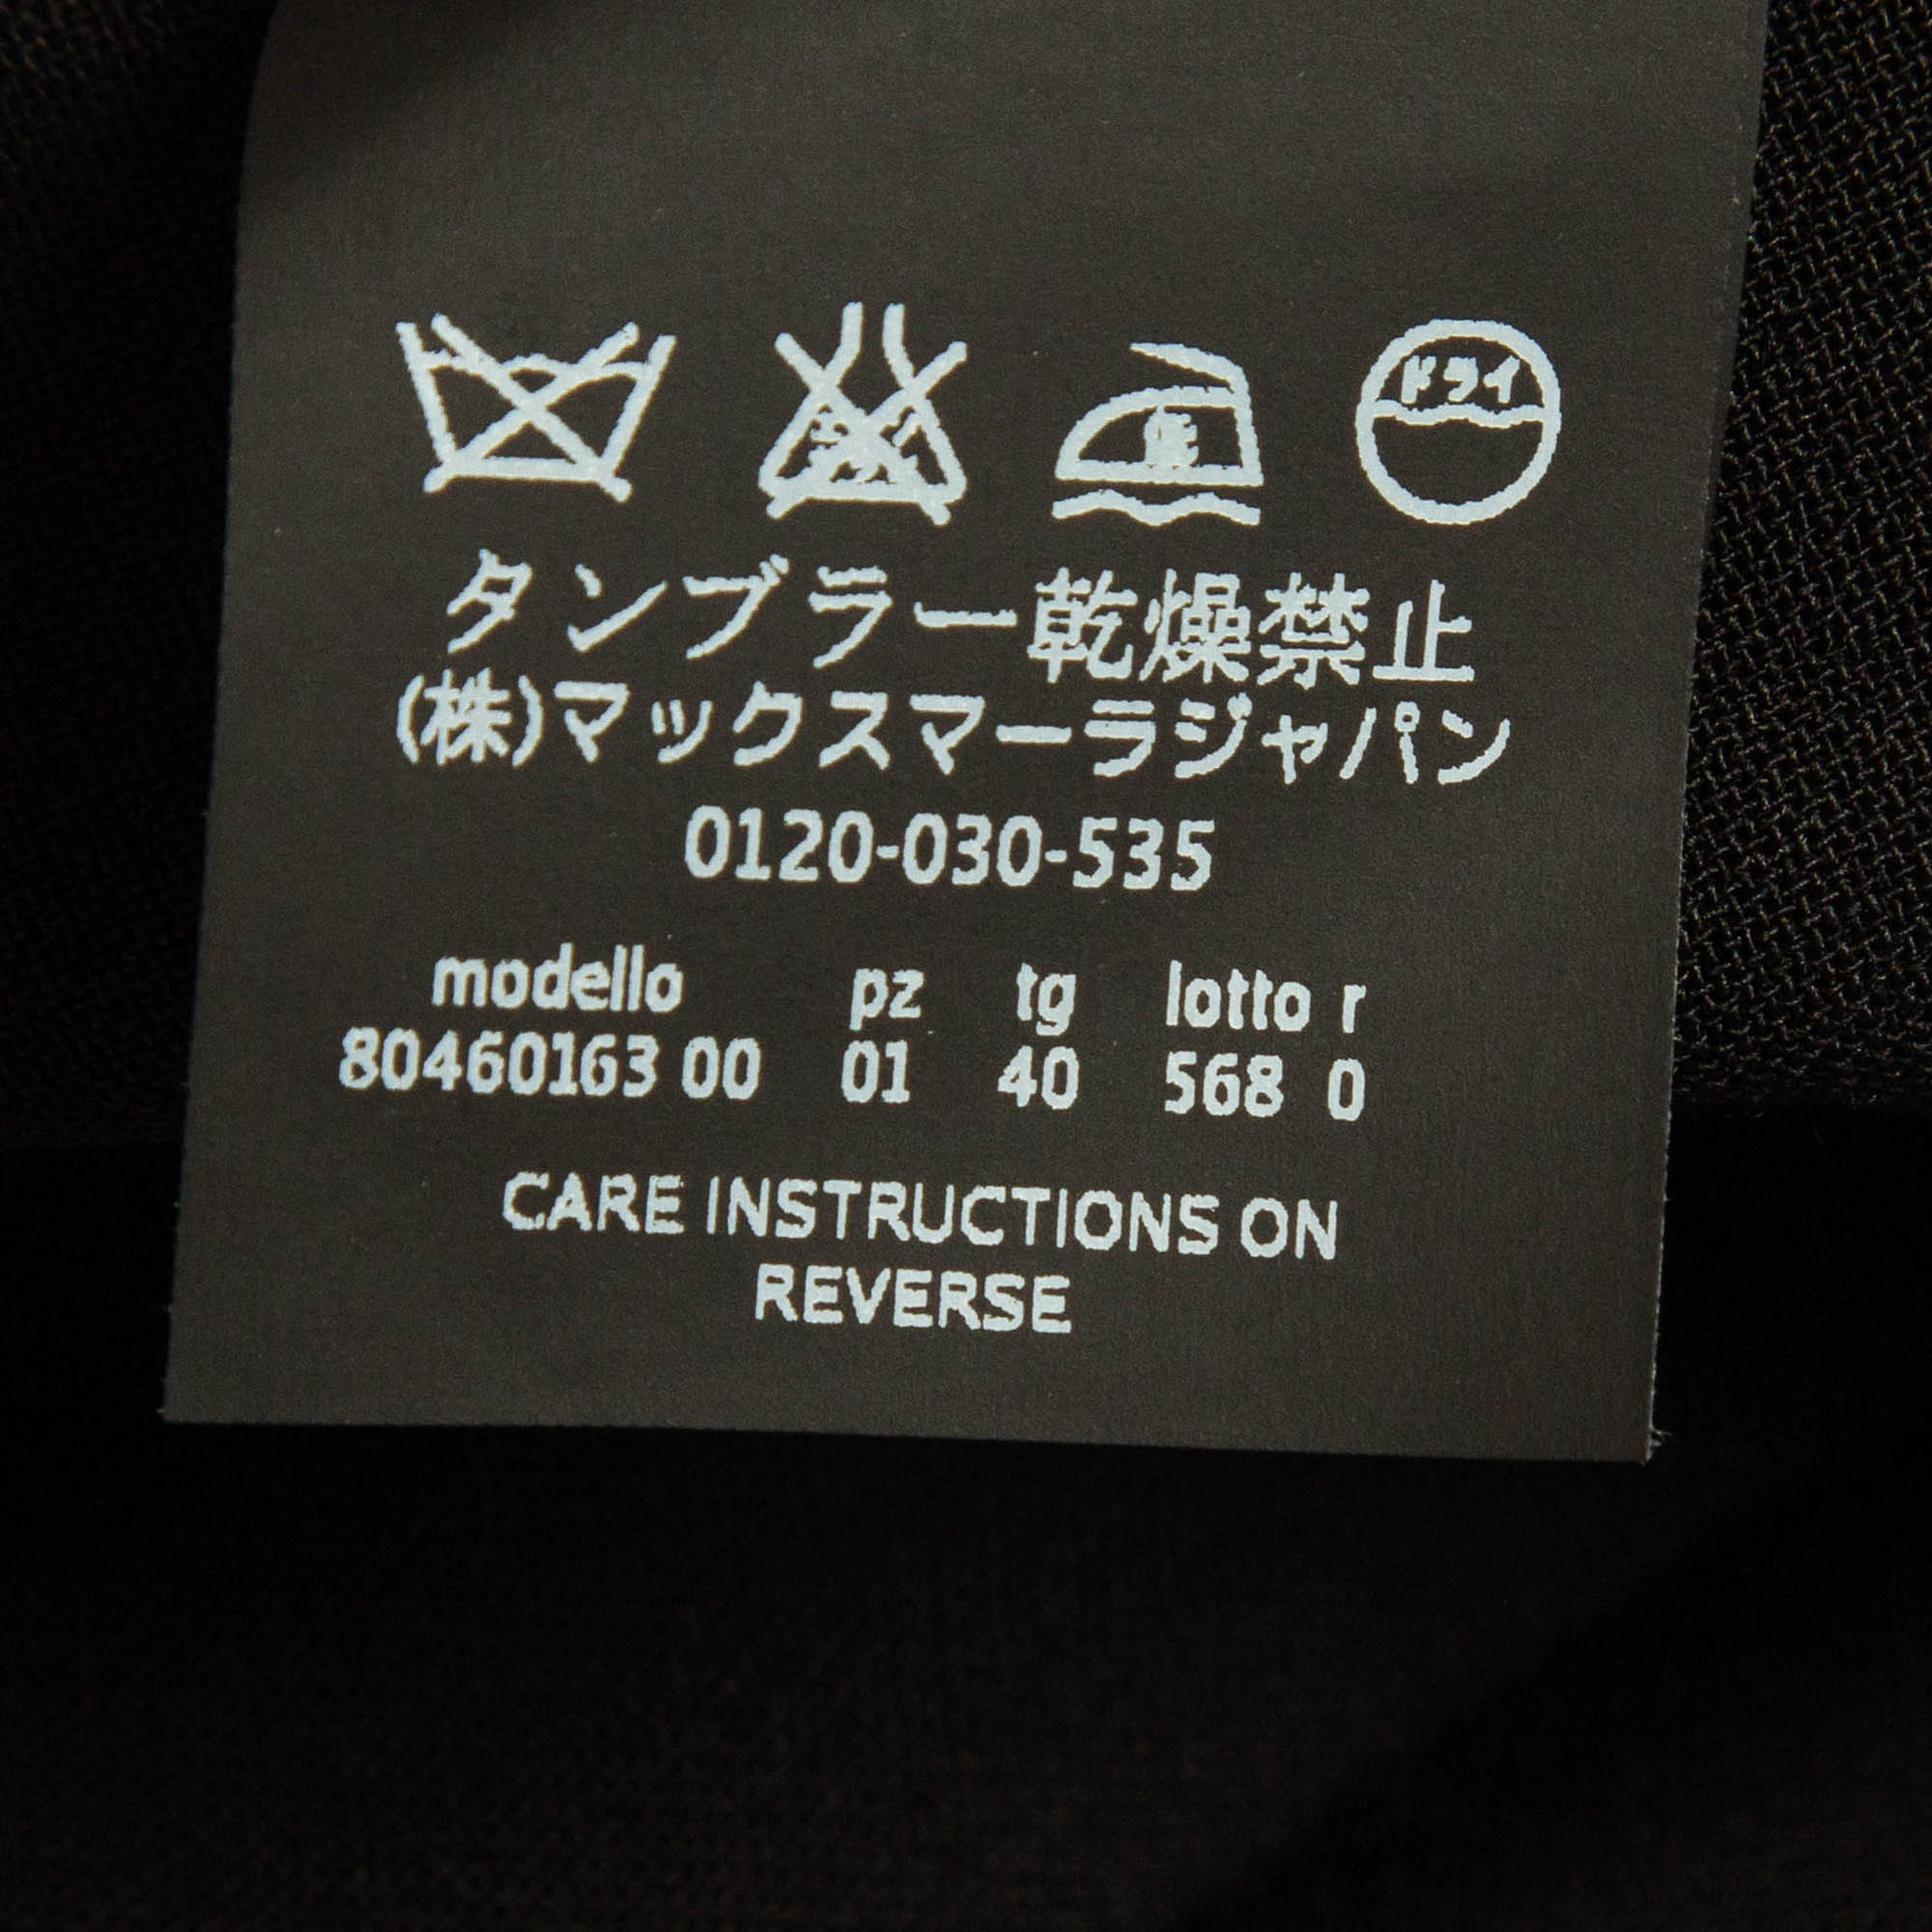 ドライ
タンブラー乾燥禁止
(株)マックスマーラジャパン
0120-030-535
modello pz tg lotto r
80460163 00 01 40 568 0
CARE INSTRUCTIONS ON
REVERSE